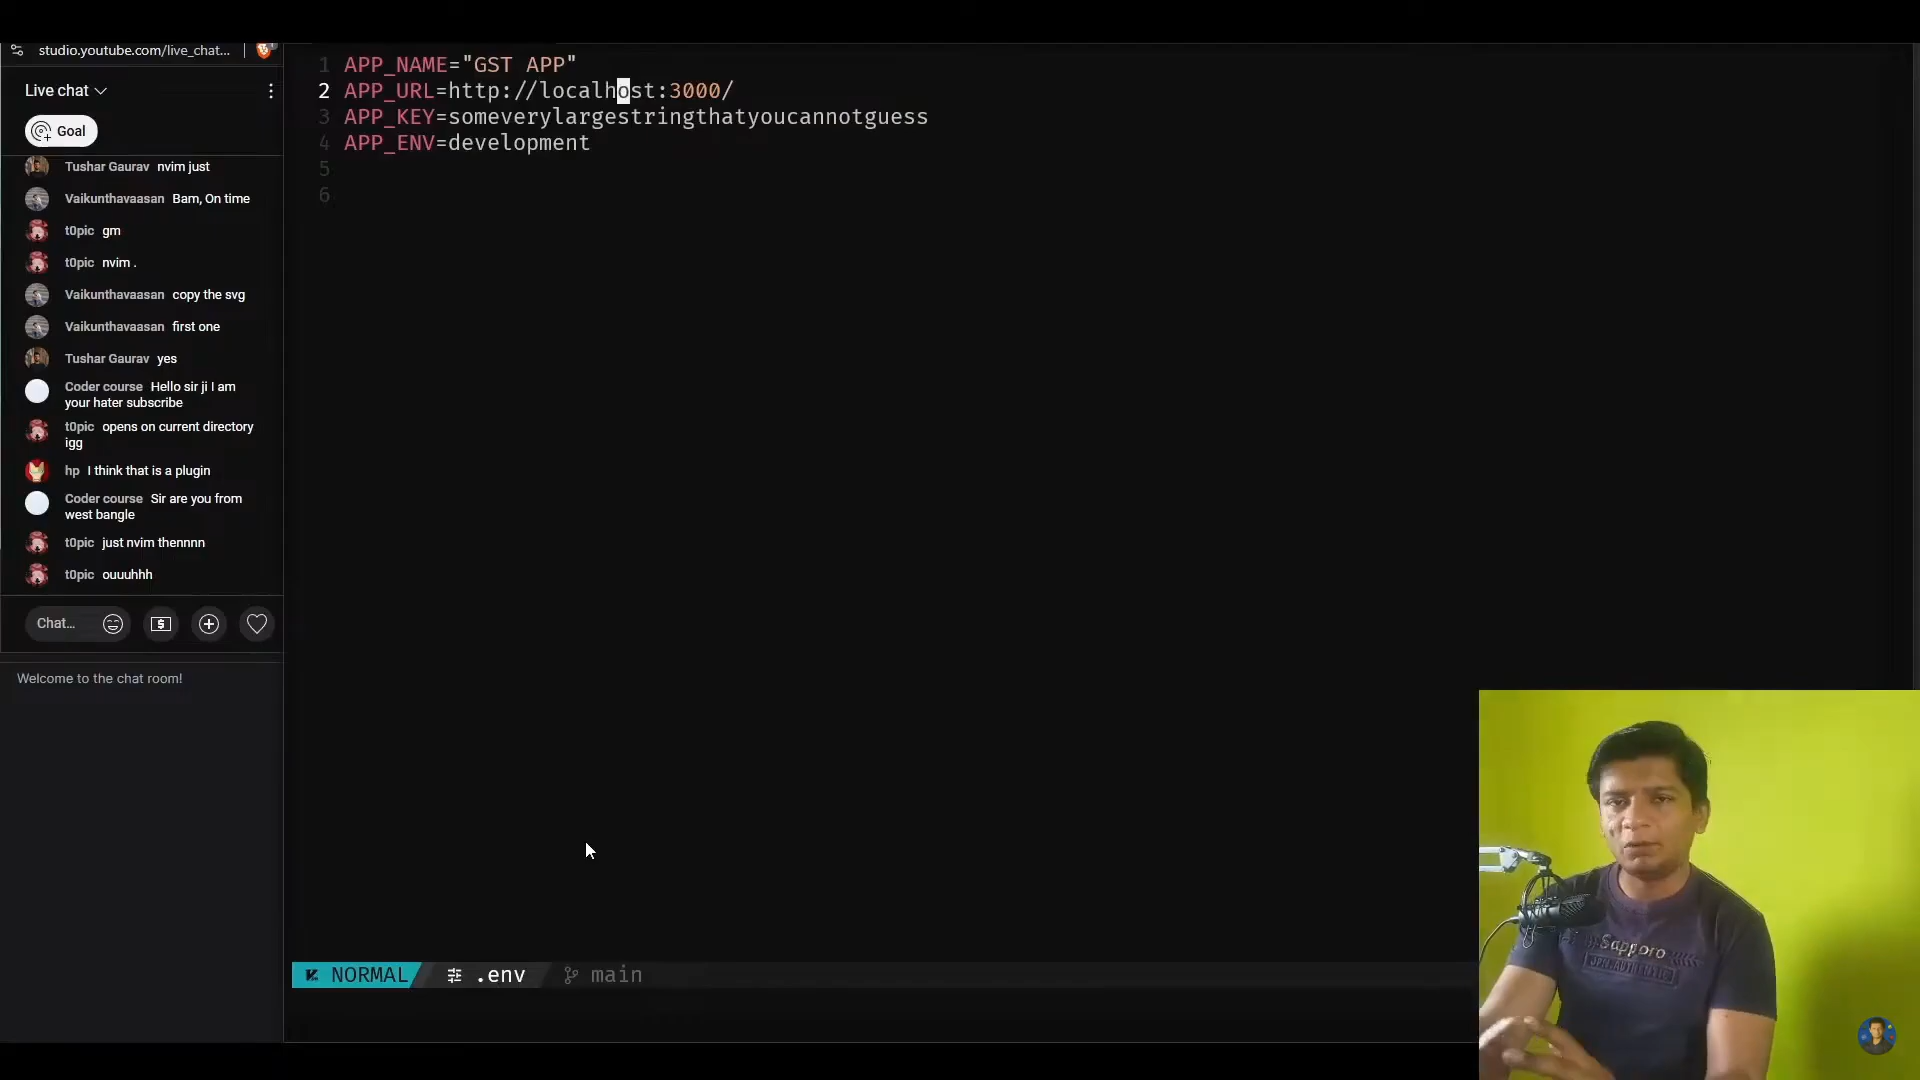 studio.youtube.com/live_chat...
Live chat
Goal
Tushar Gaurav nvim just
Vaikunthavaasan Bam, On time
t0pic gm
t0pic nvim .
Vaikunthavaasan copy the svg
Vaikunthavaasan first one
Tushar Gaurav yes
Coder course Hello sir ji I am
your hater subscribe
t0pic opens on current directory
igg
hp I think that is a plugin
Coder course Sir are you from
west bangle
t0pic just nvim thennnn
t0pic ouuuhhh
Chat...
Welcome to the chat room!
1 APP_NAME="GST APP"
2 APP_URL=http://localhost:3000/
3 APP_KEY=someverylargestringthatyoucannotguess
4 APP_ENV=development
5
6
NORMAL .env main
Sapporo